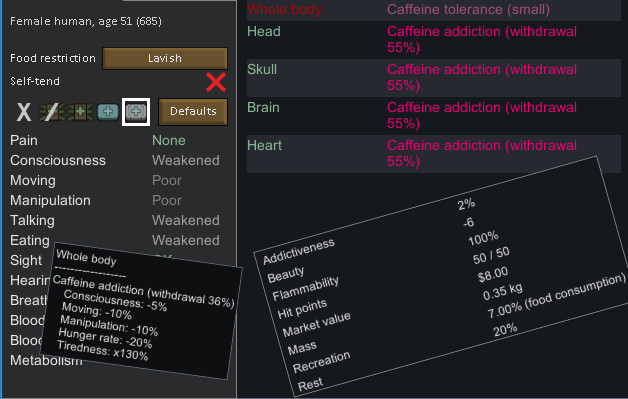 Female human, age 51 (685)
Food restriction Lavish
Self-tend
Defaults
Pain None
Consciousness Weakened
Moving Poor
Manipulation Poor
Talking Weakened
Eating Weakened
Sight
Hearin
Breath
Blood
Blood
Metabolism
Whole body
------------------
Caffeine addiction (withdrawal 36%)
Consciousness: -5%
Moving: -10%
Manipulation: -10%
Hunger rate: -20%
Tiredness: x130%
Whole body Caffeine tolerance (small)
Head Caffeine addiction (withdrawal
55%)
Skull Caffeine addiction (withdrawal
55%)
Brain Caffeine addiction (withdrawal
55%)
Heart Caffeine addiction (withdrawal
55%)
Addictiveness 2%
Beauty -6
Flammability 100%
Hit points 50 / 50
Market value $8.00
Mass 0.35 kg
Recreation 7.00% (food consumption)
Rest 20%